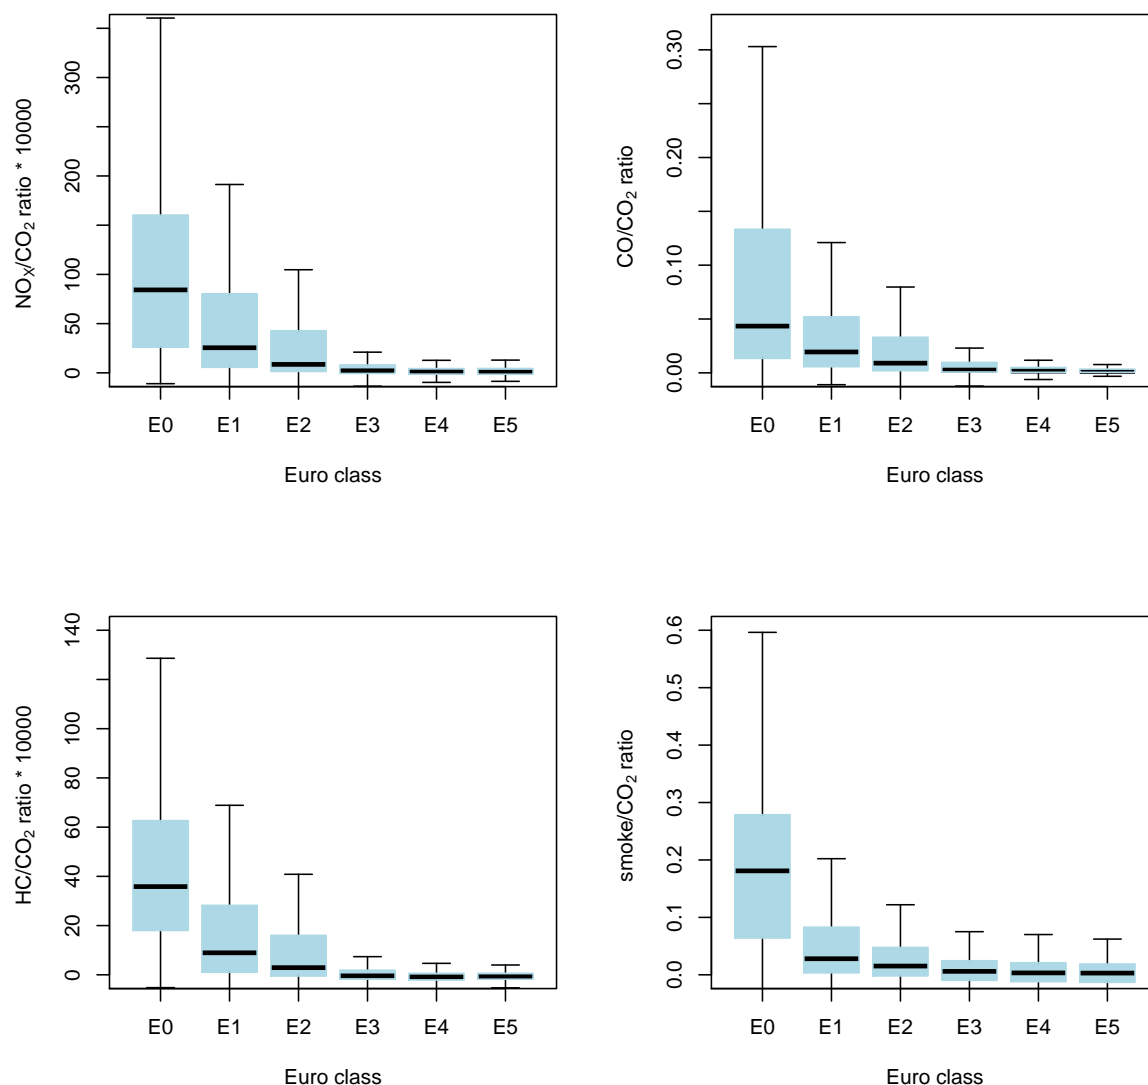 NOX/CO2 ratio * 10000
300
200
100
50
0
E0 E1 E2 E3 E4 E5
Euro class
CO/CO2 ratio
0.30
0.20
0.10
0.00
E0 E1 E2 E3 E4 E5
Euro class
HC/CO2 ratio * 10000
140
100
80
60
40
20
0
E0 E1 E2 E3 E4 E5
Euro class
smoke/CO2 ratio
0.6
0.5
0.4
0.3
0.2
0.1
0.0
E0 E1 E2 E3 E4 E5
Euro class